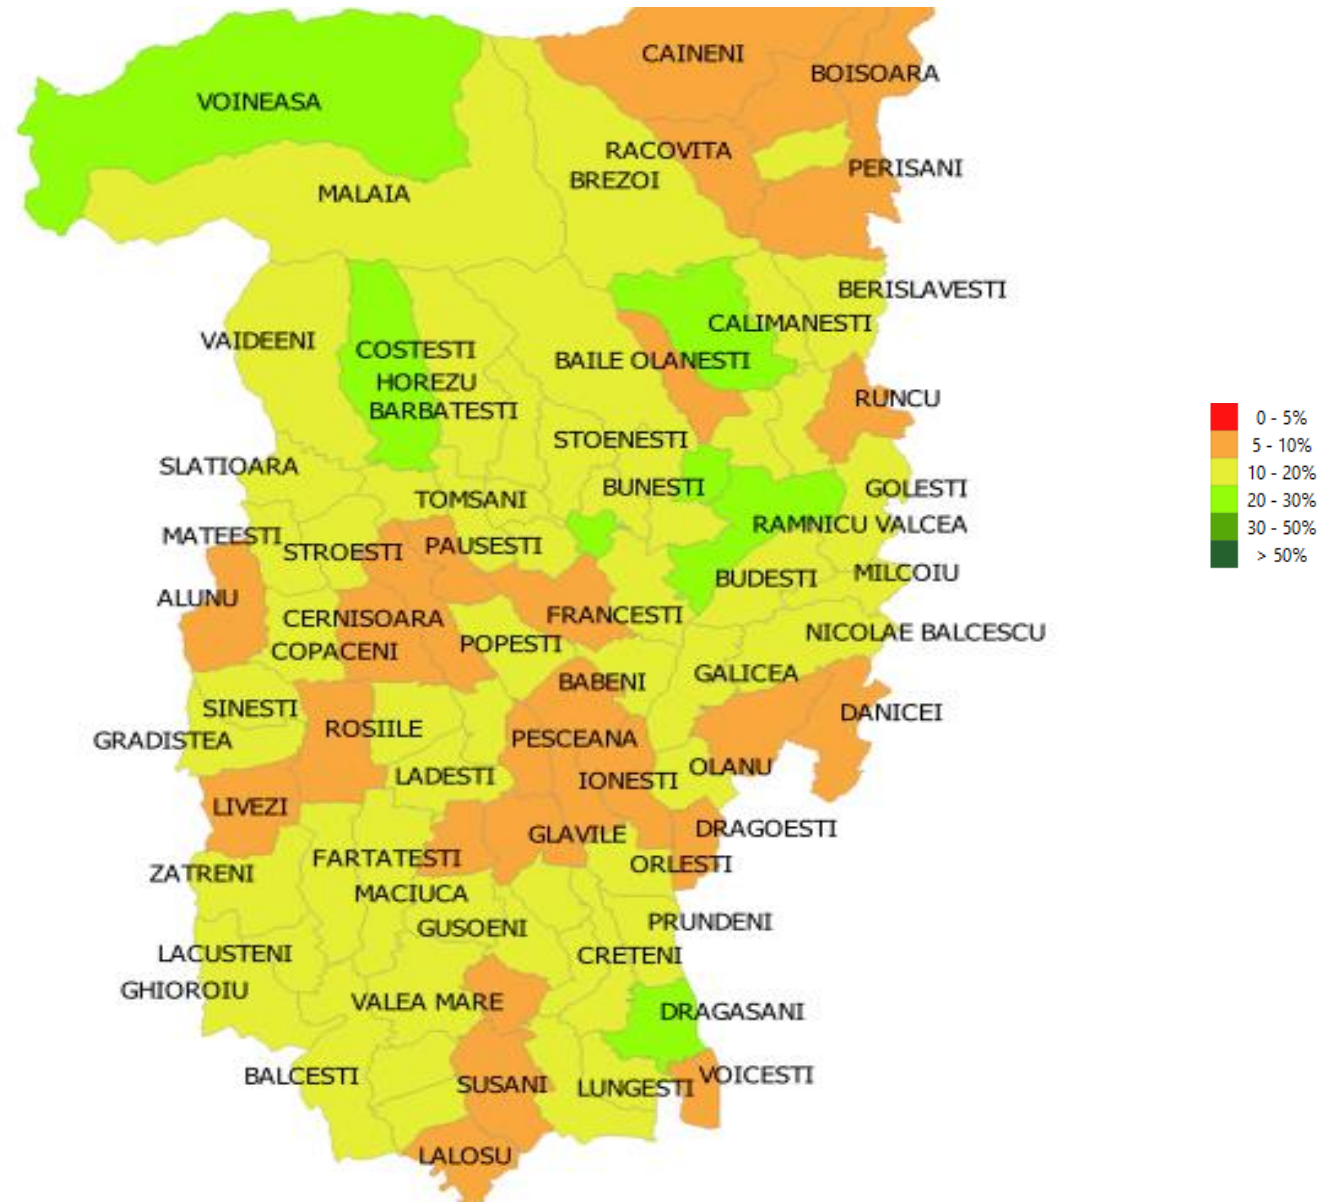 CAINENI
BOISOARA
VOINEASA
RACOVITA
PERISANI
BREZOI
MALAIA
BERISLAVESTI
CALIMANESTI
VAIDEENI
COSTESTI
BAILE OLANESTI
HOREZU
RUNCU
BARBATESTI
0 - 5%
5 - 10%
10 - 20%
20 - 30%
30 - 50%
> 50%
STOENESTI
SLATIOARA
BUNESTI
GOLESTI
TOMSANI
RAMNICU VALCEA
MATEESTI
STROESTI
PAUSESTI
MILCOIU
BUDESTI
ALUNU
CERNISOARA
FRANCESTI
NICOLAE BALCESCU
POPESTI
COPACENI
GALICEA
BABENI
SINESTI
DANICEI
ROSIILE
PESCEANA
GRADISTEA
OLANU
LADESTI
IONESTI
LIVEZI
DRAGOESTI
GLAVILE
FARTATESTI
ORLESTI
ZATRENI
MACIUCA
PRUNDENI
GUSOENI
LACUSTENI
CRETENI
GHIOROIU
VALEA MARE
DRAGASANI
BALCESTI
VOICESTI
SUSANI
LUNGESTI
LALOSU